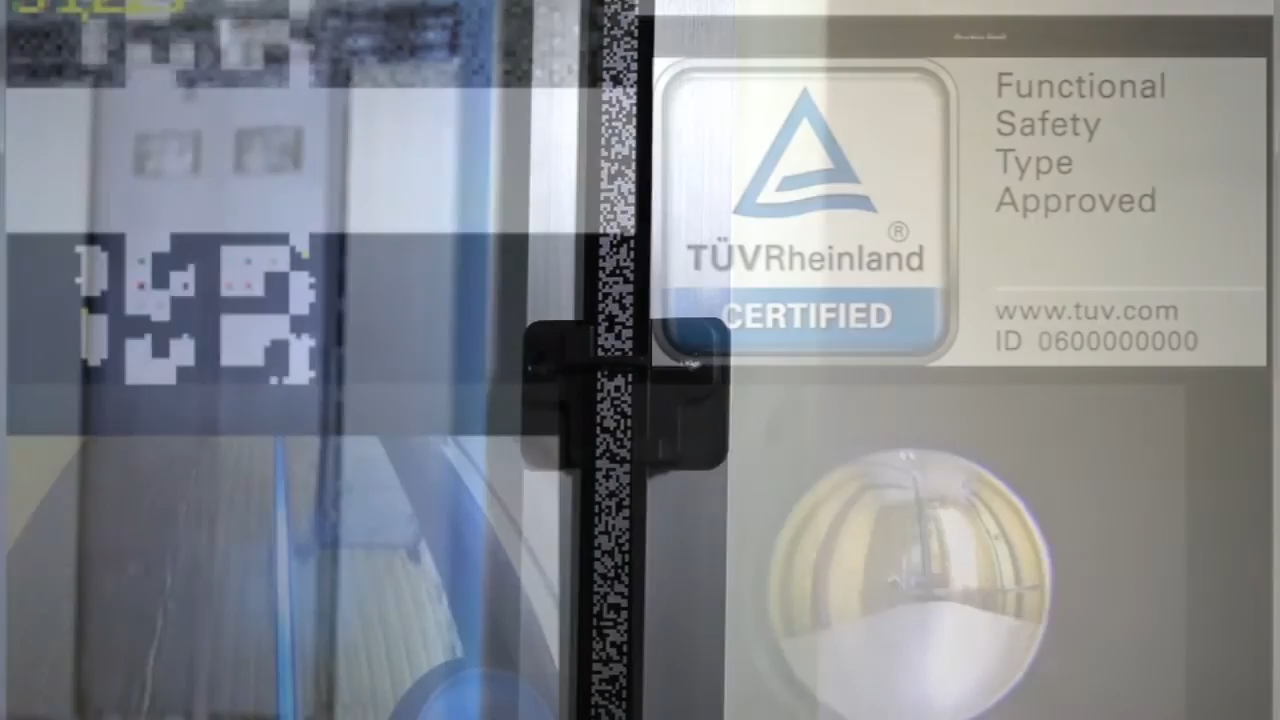 Functional
Safety
Type
Approved
®
TÜVRheinland
CERTIFIED
www.tuv.com
ID 0600000000